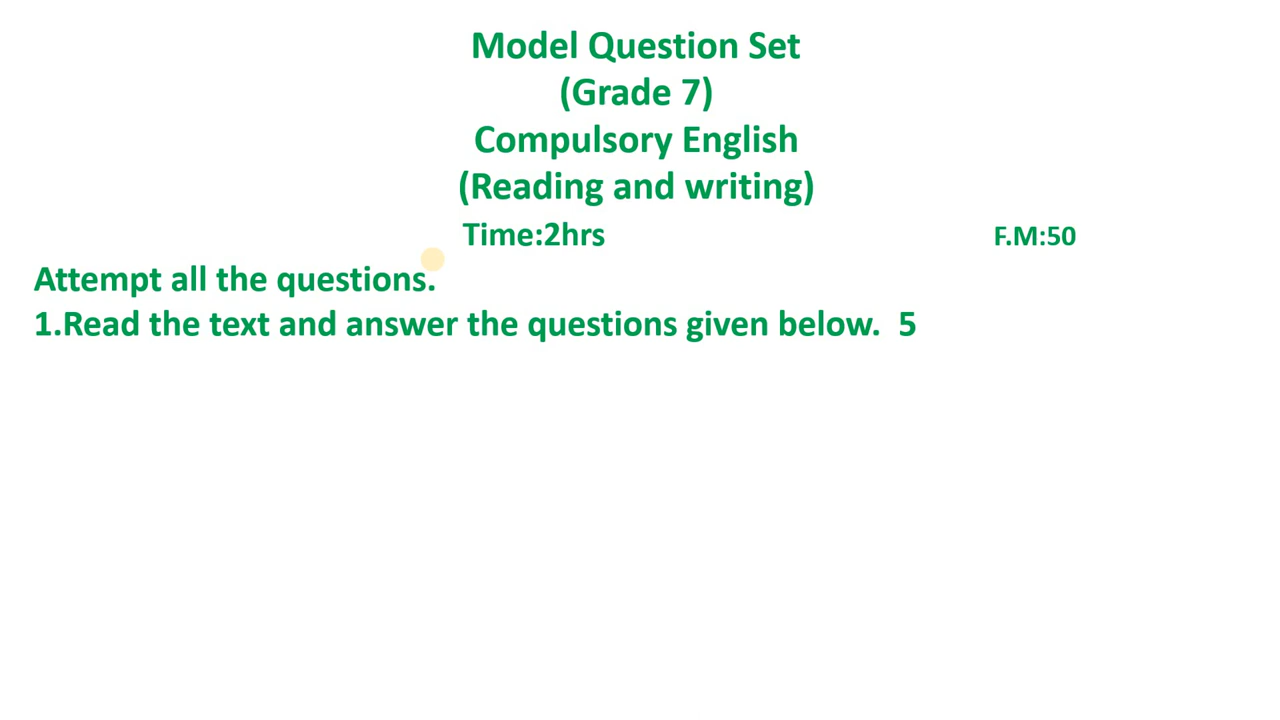 Model Question Set
(Grade 7)
Compulsory English
(Reading and writing)
Time:2hrs F.M:50
Attempt all the questions.
1.Read the text and answer the questions given below. 5